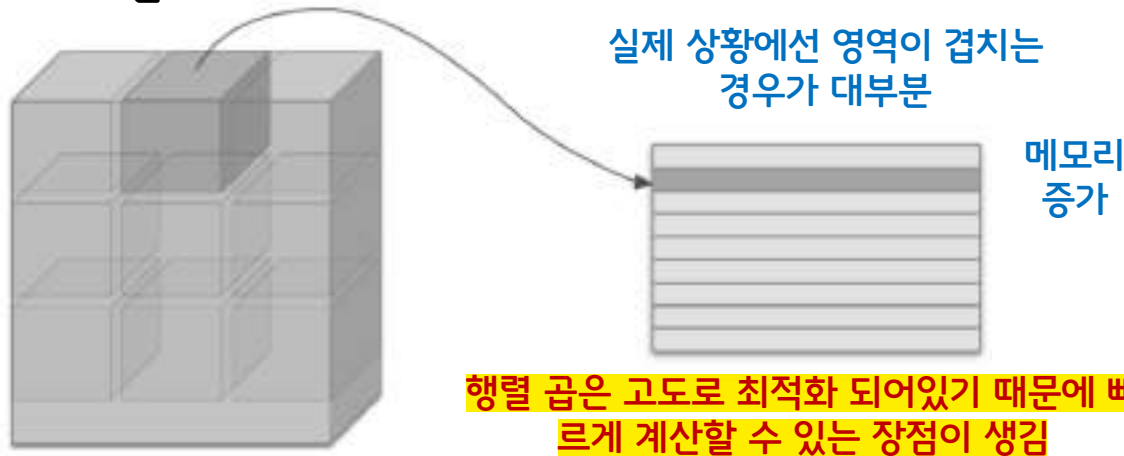 실제 상황에선 영역이 겹치는
경우가 대부분
메모리
증가
행렬 곱은 고도로 최적화 되어있기 때문에
르게 계산할 수 있는 장점이 생김